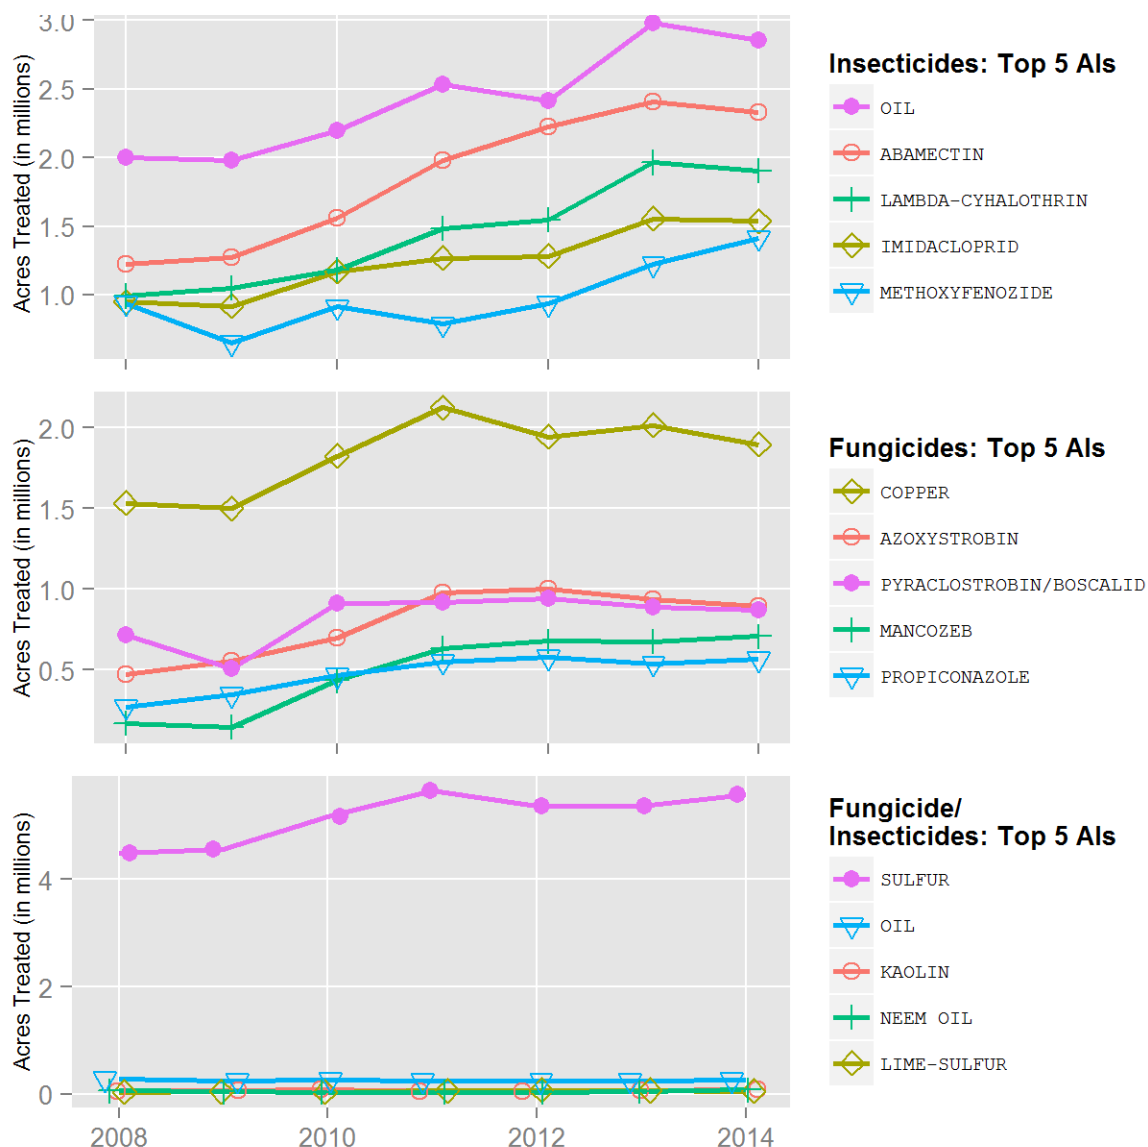 3.0
2.5
2.0
1.5
1.0
Acres Treated (in millions)
Insecticides: Top 5 AIs
OIL
ABAMECTIN
LAMBDA-CYHALOTHRIN
IMIDACLOPRID
METHOXYFENOZIDE
2.0
1.5
1.0
0.5
Acres Treated (in millions)
Fungicides: Top 5 AIs
COPPER
AZOXYSTROBIN
PYRACLOSTROBIN/BOSCALID
MANCOZEB
PROPICONAZOLE
4
2
0
Acres Treated (in millions)
2008 2010 2012 2014
Fungicide/
Insecticides: Top 5 AIs
SULFUR
OIL
KAOLIN
NEEM OIL
LIME-SULFUR